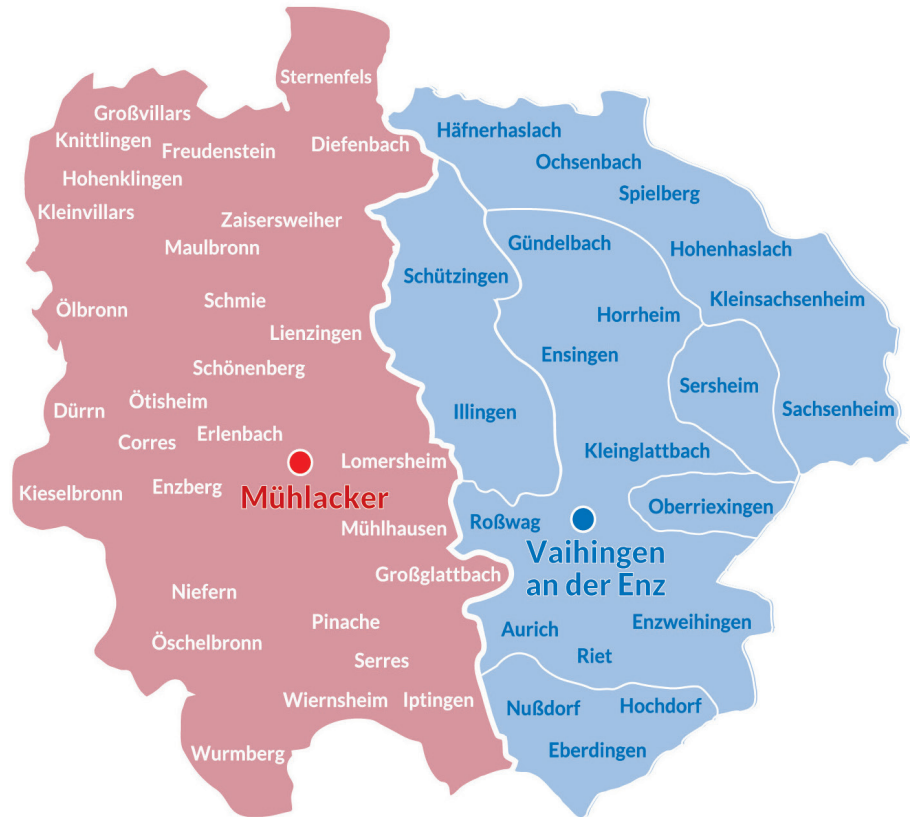 Sternenfels
Großvillars
Knittlingen
Freudenstein
Diefenbach
Hohenklingen
Kleinvillars
Zaisersweiher
Maulbronn
Ölbronn
Schmie
Lienzingen
Schönenberg
Dürrn
Ötisheim
Corres
Erlenbach
Lomersheim
Kieselbronn
Enzberg
Mühlacker
Mühlhausen
Großglattbach
Niefern
Pinache
Öschelbronn
Serres
Wiernsheim
Iptingen
Wurmberg
Häfnerhaslach
Ochsenbach
Spielberg
Gündelbach
Hohenhaslach
Schützingen
Kleinsachsenheim
Horrheim
Ensingen
Sersheim
Illingen
Sachsenheim
Kleinglattbach
Oberriexingen
Roßwag
Vaihingen
an der Enz
Aurich
Enzweihingen
Riet
Nußdorf
Hochdorf
Eberdingen